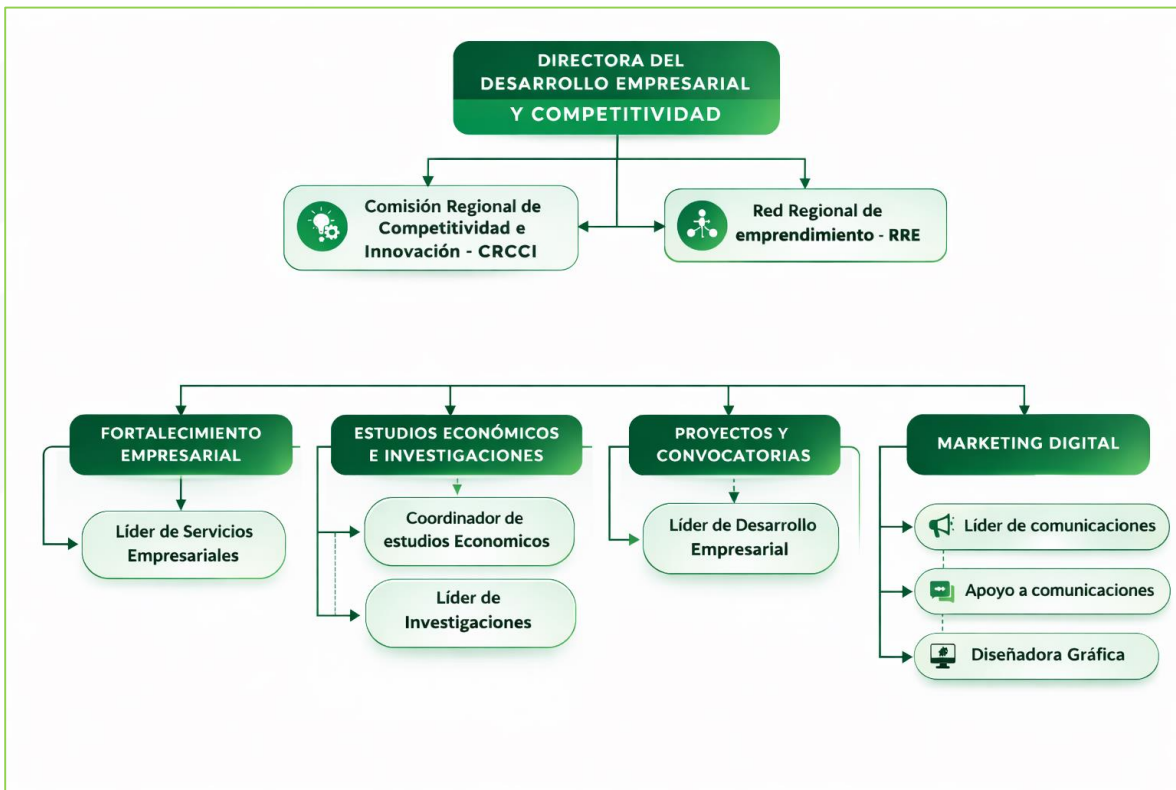 DIRECTORA DEL
DESARROLLO EMPRESARIAL
Y COMPETITIVIDAD
Comisión Regional de
Competitividad e
Innovación - CRCCI
Red Regional de
emprendimiento - RRE
FORTALECIMIENTO
EMPRESARIAL
Líder de Servicios
Empresariales
ESTUDIOS ECONÓMICOS
E INVESTIGACIONES
Coordinador de
estudios Economicos
Líder de
Investigaciones
PROYECTOS Y
CONVOCATORIAS
Líder de Desarrollo
Empresarial
MARKETING DIGITAL
Líder de comunicaciones
Apoyo a comunicaciones
Diseñadora Gráfica